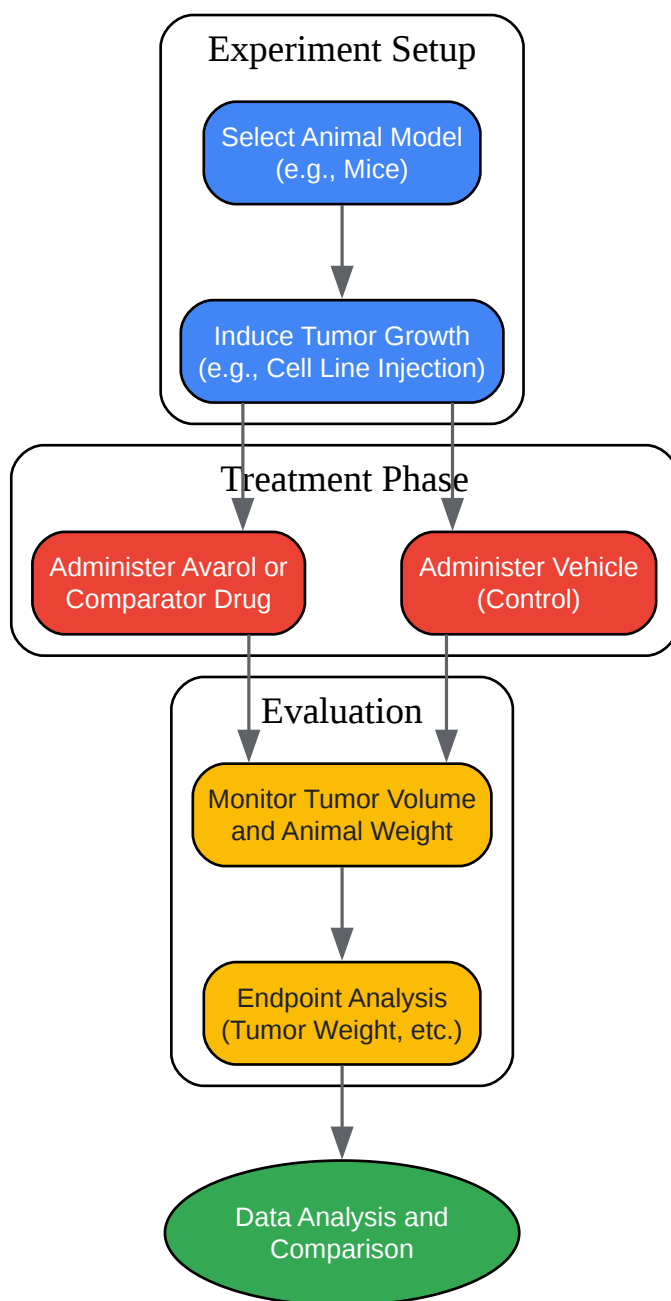 Experiment Setup
Select Animal Model
(e.g., Mice)
Induce Tumor Growth
(e.g., Cell Line Injection)
Treatment Phase
Administer Avarol or
Comparator Drug
Administer Vehicle
(Control)
Evaluation
Monitor Tumor Volume
and Animal Weight
Endpoint Analysis
(Tumor Weight, etc.)
Data Analysis and
Comparison